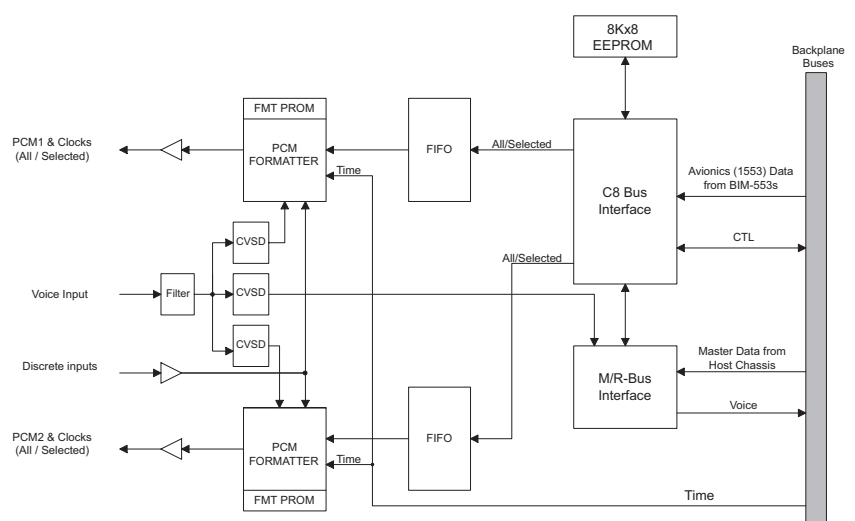 8Kx8
EEPROM
Backplane
Buses
FMT PROM
PCM1 & Clocks
(All / Selected)
PCM
FORMATTER
FIFO
All/Selected
Time
C8 Bus
Interface
Avionics (1553) Data
from BIM-553s
CVSD
CTL
All/Selected
Voice Input
Filter
CVSD
CVSD
Discrete inputs
M/R-Bus
Interface
Master Data from
Host Chassis
Voice
PCM2 & Clocks
(All / Selected)
PCM
FORMATTER
FIFO
Time
FMT PROM
Time